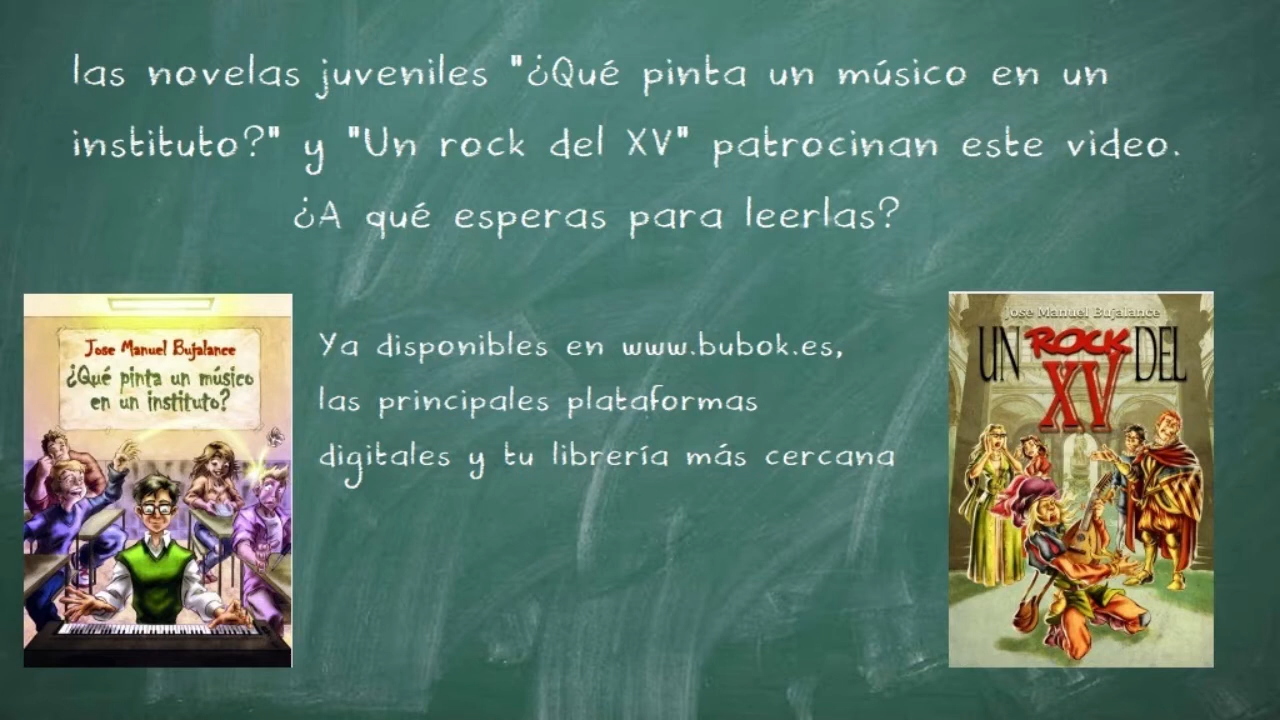 las novelas juveniles "¿Qué pinta un músico en un
instituto?" y "Un rock del XV" patrocinan este video.
¿A qué esperas para leerlas?
Jose Manuel Bujalance
¿Qué pinta un músico
en un instituto?
Ya disponibles en www.bubok.es,
las principales plataformas
digitales y tu librería más cercana
Jose Manuel Bujalance
UN ROCK DEL
XV